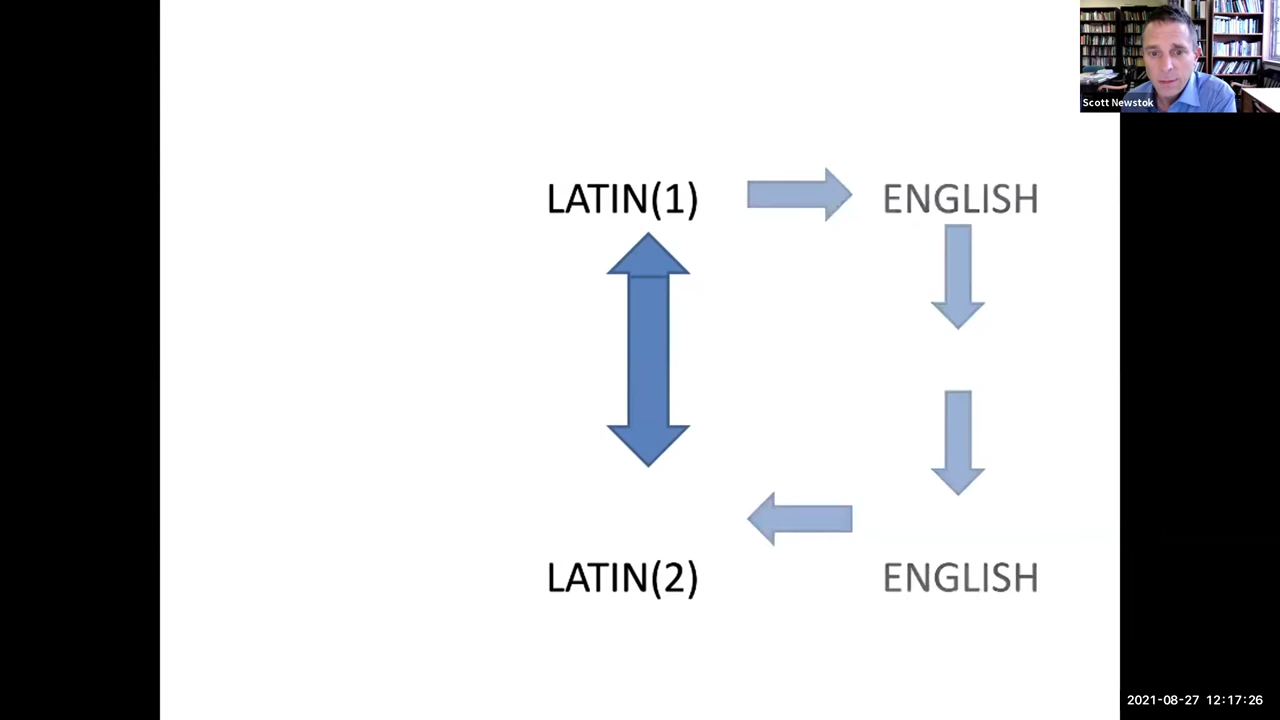 Scott Newstok
LATIN(1) ENGLISH
LATIN(2) ENGLISH
2021-08-27 12:17:26